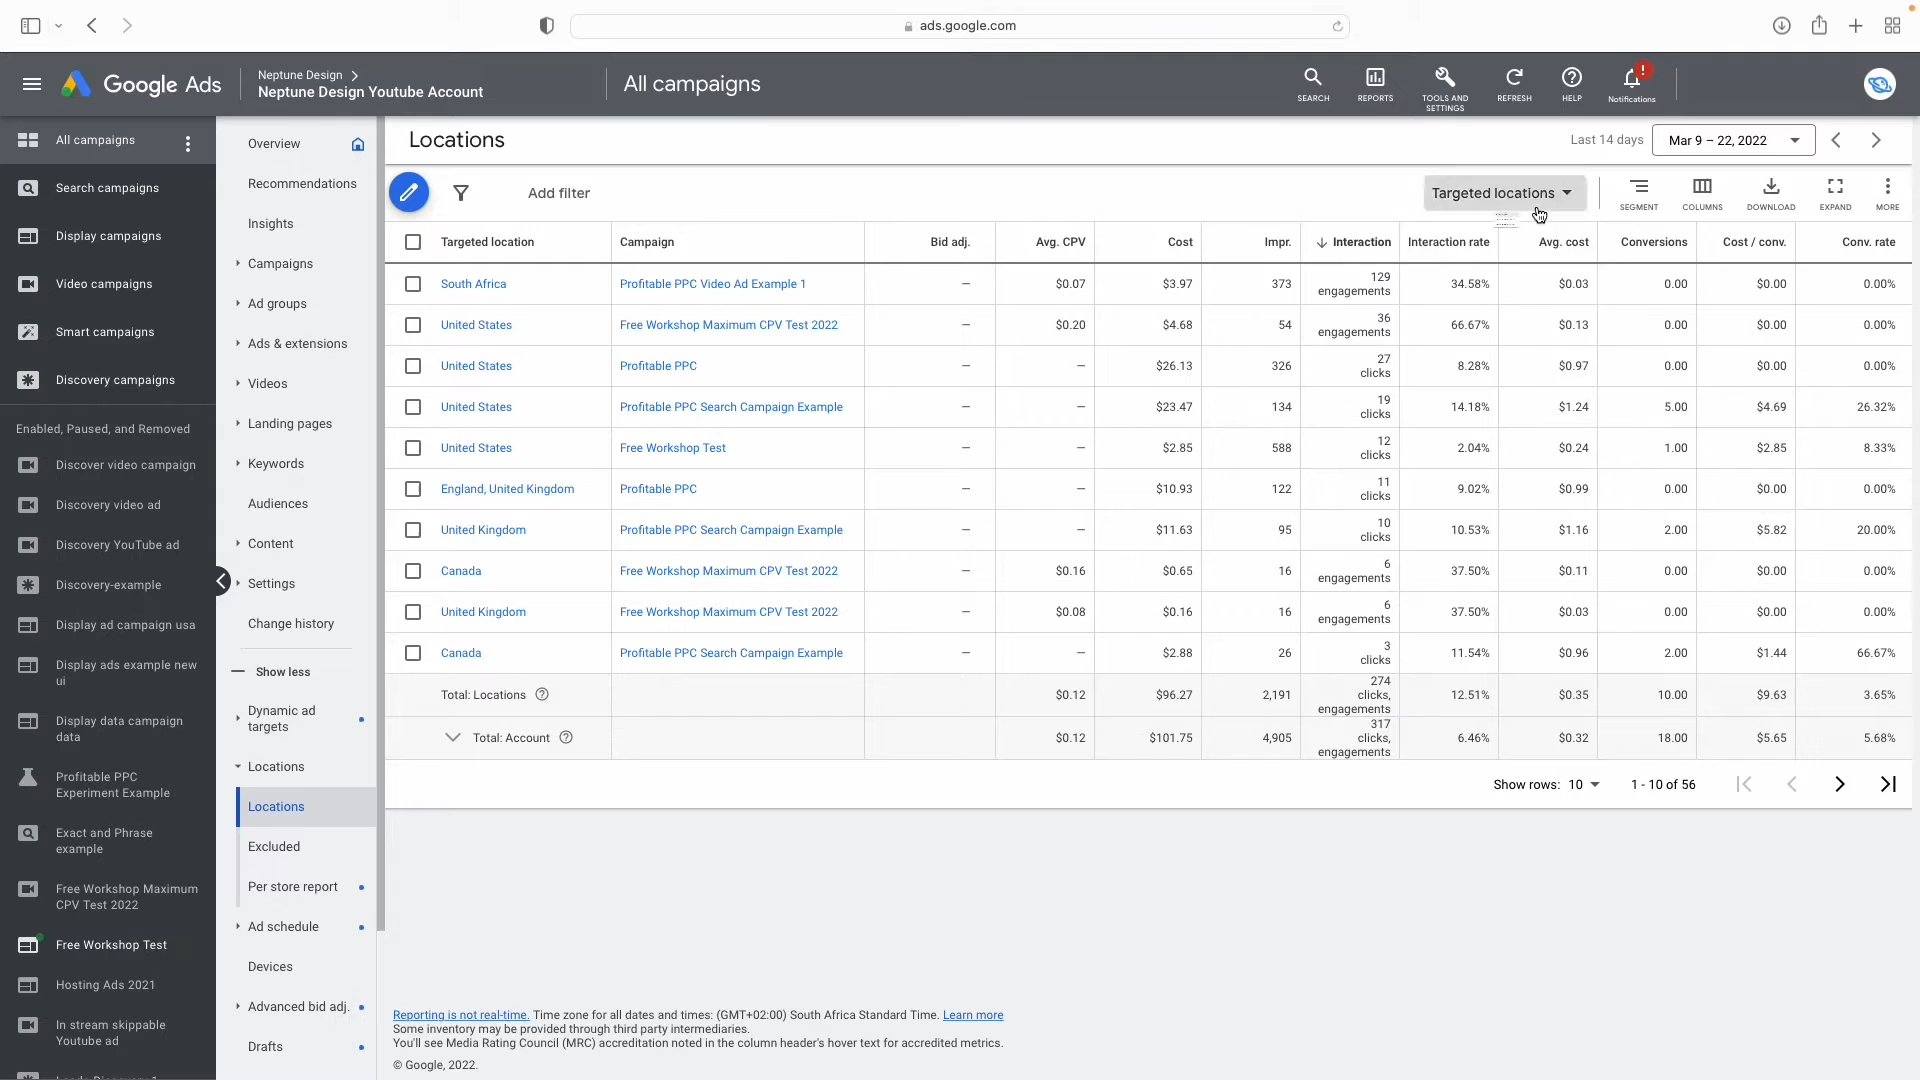 ads.google.com
Google Ads
Neptune Design
Neptune Design Youtube Account
All campaigns
SEARCH
REPORTS
TOOLS AND
SETTINGS
REFRESH
HELP
!
Notifications
All campaigns
Search campaigns
Display campaigns
Video campaigns
Smart campaigns
Discovery campaigns
Enabled, Paused, and Removed
Discover video campaign
Discovery video ad
Discovery YouTube ad
Discovery-example
Display ad campaign usa
Display ads example new
ui
Display data campaign
data
Profitable PPC
Experiment Example
Exact and Phrase
example
Free Workshop Maximum
CPV Test 2022
Free Workshop Test
Hosting Ads 2021
In stream skippable
Youtube ad
Overview
Recommendations
Insights
Campaigns
Ad groups
Ads & extensions
Videos
Landing pages
Keywords
Audiences
Content
Settings
Change history
Show less
Dynamic ad
targets
Locations
Locations
Excluded
Per store report
Ad schedule
Devices
Advanced bid adj.
Drafts
Locations
Last 14 days
Mar 9 – 22, 2022
Add filter
Targeted locations
SEGMENT
COLUMNS
DOWNLOAD
EXPAND
MORE
Targeted location Campaign Bid adj. Avg. CPV Cost Impr. Interaction Interaction rate Avg. cost Conversions Cost / conv. Conv. rate
South Africa Profitable PPC Video Ad Example 1 – $0.07 $3.97 373 129 engagements 34.58% $0.03 0.00 $0.00 0.00%
United States Free Workshop Maximum CPV Test 2022 – $0.20 $4.68 54 36 engagements 66.67% $0.13 0.00 $0.00 0.00%
United States Profitable PPC – – $26.13 326 27 clicks 8.28% $0.97 0.00 $0.00 0.00%
United States Profitable PPC Search Campaign Example – – $23.47 134 19 clicks 14.18% $1.24 5.00 $4.69 26.32%
United States Free Workshop Test – – $2.85 588 12 clicks 2.04% $0.24 1.00 $2.85 8.33%
England, United Kingdom Profitable PPC – – $10.93 122 11 clicks 9.02% $0.99 0.00 $0.00 0.00%
United Kingdom Profitable PPC Search Campaign Example – – $11.63 95 10 clicks 10.53% $1.16 2.00 $5.82 20.00%
Canada Free Workshop Maximum CPV Test 2022 – $0.16 $0.65 16 6 engagements 37.50% $0.11 0.00 $0.00 0.00%
United Kingdom Free Workshop Maximum CPV Test 2022 – $0.08 $0.16 16 6 engagements 37.50% $0.03 0.00 $0.00 0.00%
Canada Profitable PPC Search Campaign Example – – $2.88 26 3 clicks 11.54% $0.96 2.00 $1.44 66.67%
Total: Locations $0.12 $96.27 2,191 274 clicks, engagements 12.51% $0.35 10.00 $9.63 3.65%
Total: Account $0.12 $101.75 4,905 317 clicks, engagements 6.46% $0.32 18.00 $5.65 5.68%
Show rows: 10 1 - 10 of 56
Reporting is not real-time. Time zone for all dates and times: (GMT+02:00) South Africa Standard Time. Learn more
Some inventory may be provided through third party intermediaries.
You'll see Media Rating Council (MRC) accreditation noted in the column header's hover text for accredited metrics.
© Google, 2022.